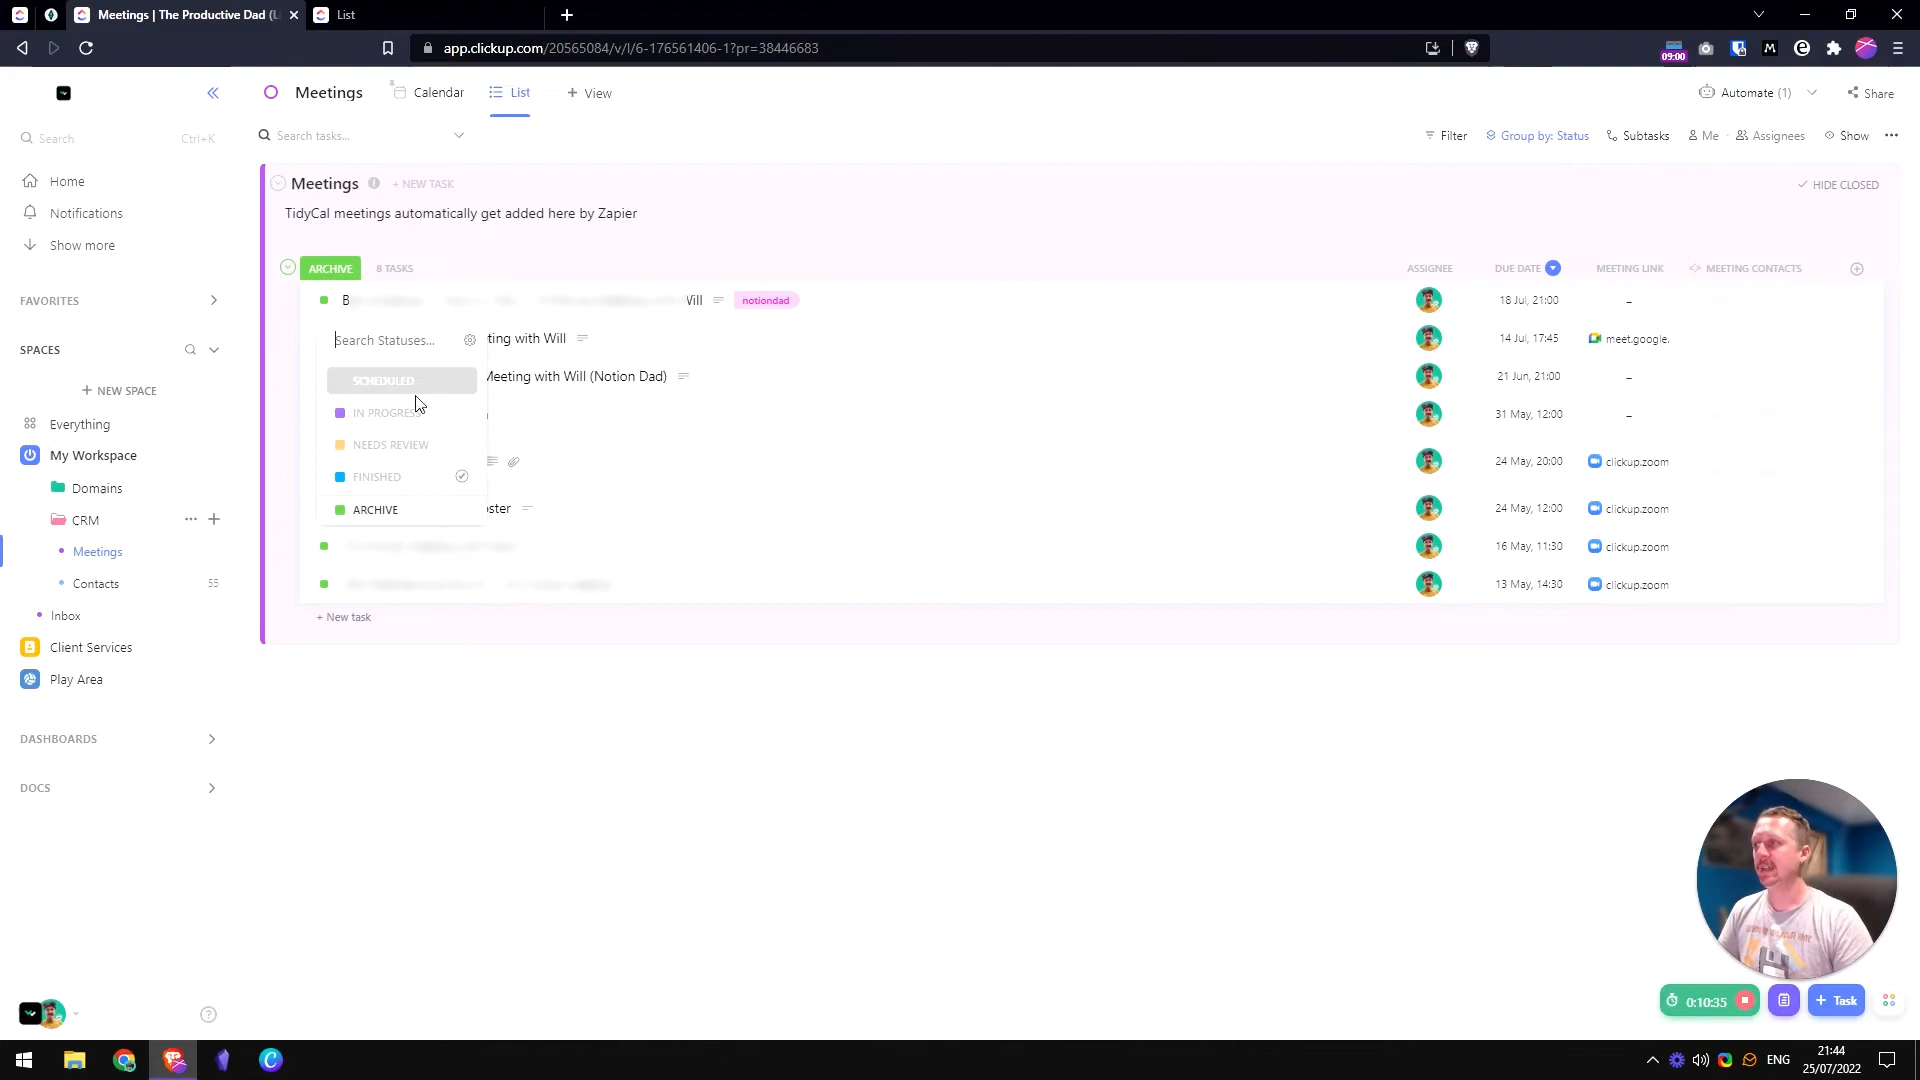 Meetings | The Productive Dad (L
List
app.clickup.com/20565084/v/l/6-176561406-1?pr=38446683
09:00
Meetings
Calendar
List
+ View
Automate (1)
Share
Search
Ctrl+K
Search tasks...
Filter
Group by: Status
Subtasks
Me
Assignees
Show
Home
Notifications
Show more
Meetings
+ NEW TASK
HIDE CLOSED
TidyCal meetings automatically get added here by Zapier
ARCHIVE
8 TASKS
ASSIGNEE
DUE DATE
MEETING LINK
MEETING CONTACTS
B
Will
notiondad
18 Jul, 21:00
–
Search Statuses...
ting with Will
14 Jul, 17:45
meet.google.
SCHEDULED
Meeting with Will (Notion Dad)
21 Jun, 21:00
–
IN PROGRESS
31 May, 12:00
–
NEEDS REVIEW
24 May, 20:00
clickup.zoom
FINISHED
ARCHIVE
oster
24 May, 12:00
clickup.zoom
16 May, 11:30
clickup.zoom
13 May, 14:30
clickup.zoom
+ New task
FAVORITES
SPACES
+ NEW SPACE
Everything
My Workspace
Domains
CRM
Meetings
Contacts
55
Inbox
Client Services
Play Area
DASHBOARDS
DOCS
0:10:35
+ Task
ENG
21:44
25/07/2022